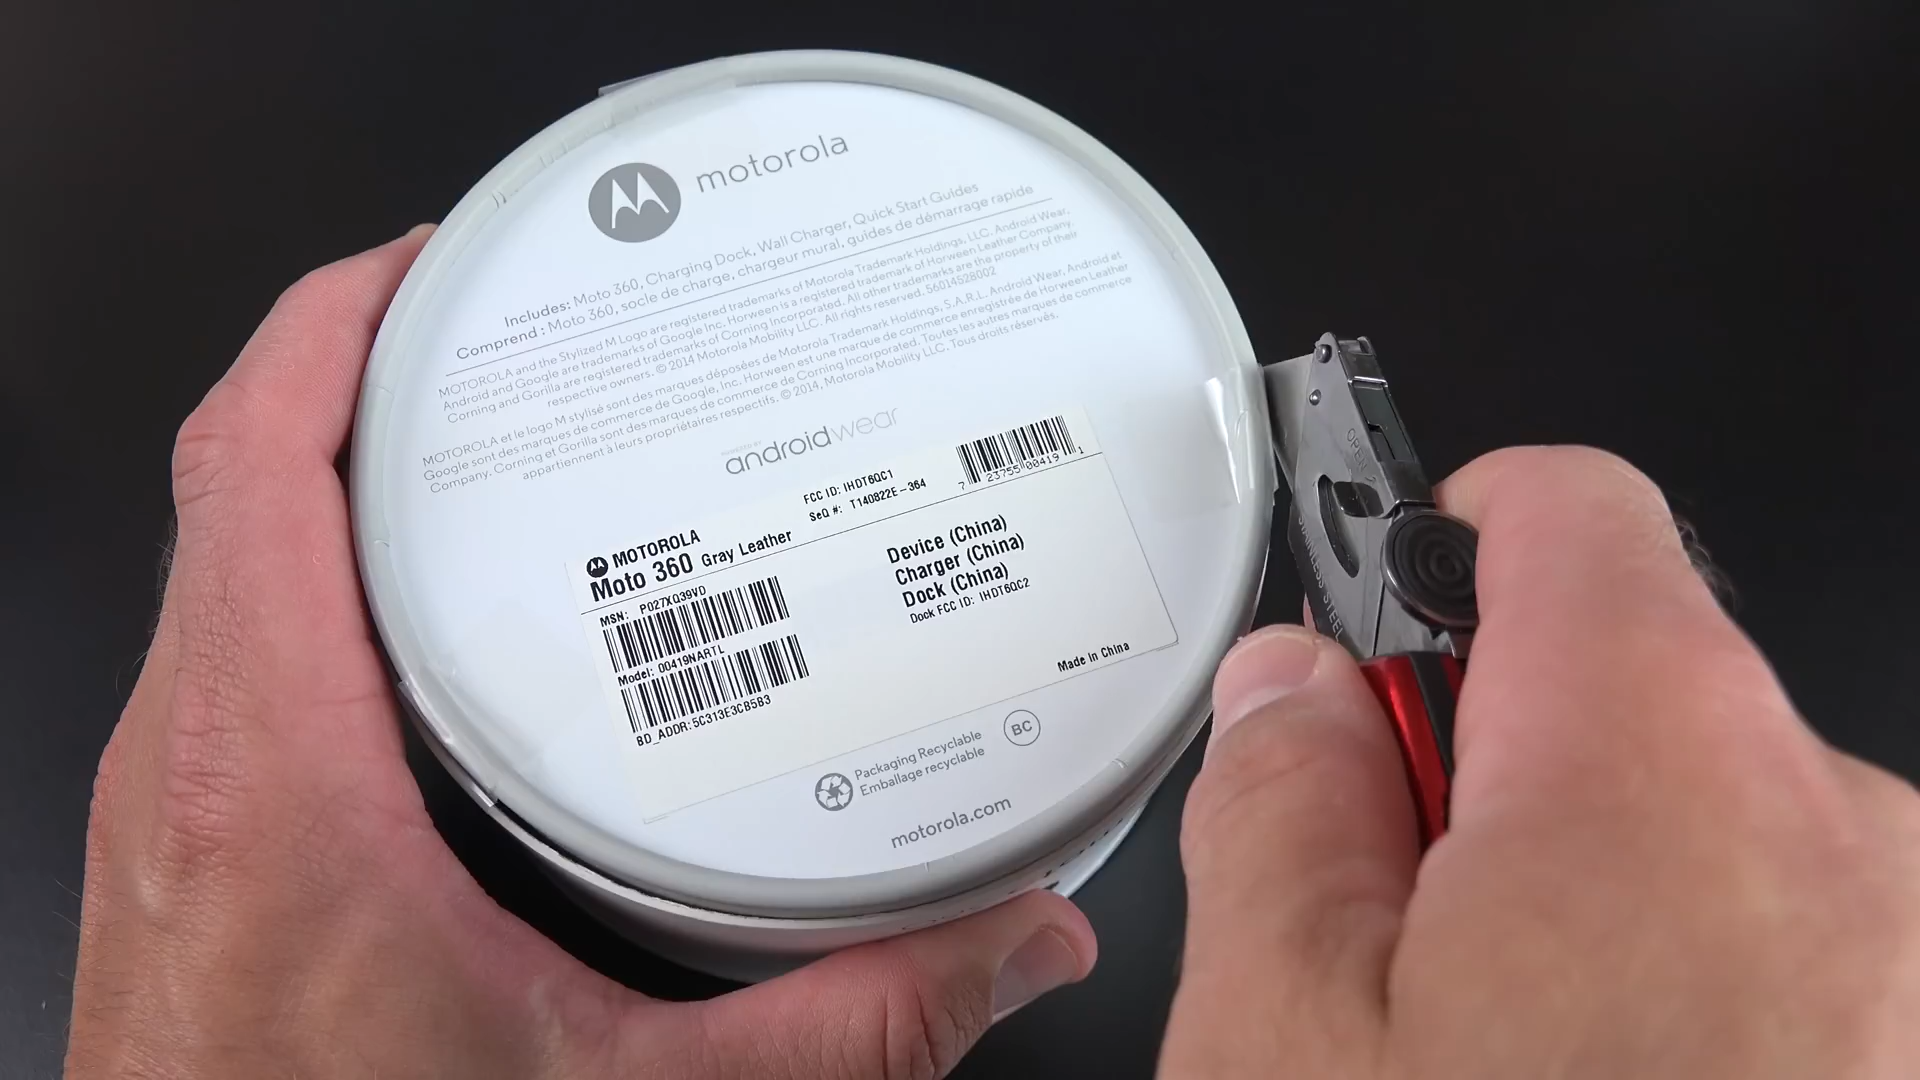 motorola
Includes: Moto 360, Charging Dock, Wall Charger, Quick Start Guides
Comprend : Moto 360, socle de charge, chargeur mural, guides de démarrage rapide
MOTOROLA and the Stylized M Logo are registered trademarks of Motorola Trademark Holdings, LLC. Android Wear,
Android and Google are trademarks of Google Inc. Horween is a registered trademark of Horween Leather Company.
Corning and Gorilla are registered trademarks of Corning Incorporated. All other trademarks are the property of their
respective owners. © 2014 Motorola Mobility LLC. All rights reserved. 56014528002
MOTOROLA et le logo M stylisé sont des marques déposées de Motorola Trademark Holdings, S.A.R.L. Android Wear, Android et
Google sont des marques de commerce de Google, Inc. Horween est une marque de commerce enregistrée de Horween Leather
Company. Corning et Gorilla sont des marques de commerce de Corning Incorporated. Toutes les autres marques de commerce
appartiennent à leurs propriétaires respectifs. © 2014, Motorola Mobility LLC. Tous droits réservés.
POWERED BY
androidwear
FCC ID: IHDT6QC1
SeQ #: T140822E-364
7 23755 00419 1
MOTOROLA
Moto 360 Gray Leather
MSN: P027XQ39VD
Model: 00419NARTL
BD_ADDR:5C313E3CB5B3
Device (China)
Charger (China)
Dock (China)
Dock FCC ID: IHDT6QC2
Made in China
Packaging Recyclable
Emballage recyclable
BC
motorola.com
OPEN
STAINLESS STEEL